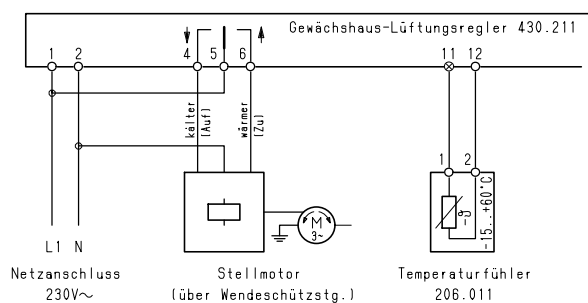 Gewächshaus-Lüftungsregler 430.211
1 2 4 5 6 11 12
kälter
(Auf)
wärmer
(Zu)
1 2
M
3~
-ϑ
-15...+60°C
L1 N
Netzanschluss
230V~
Stellmotor
(über Wendeschützstg.)
Temperaturfühler
206.011